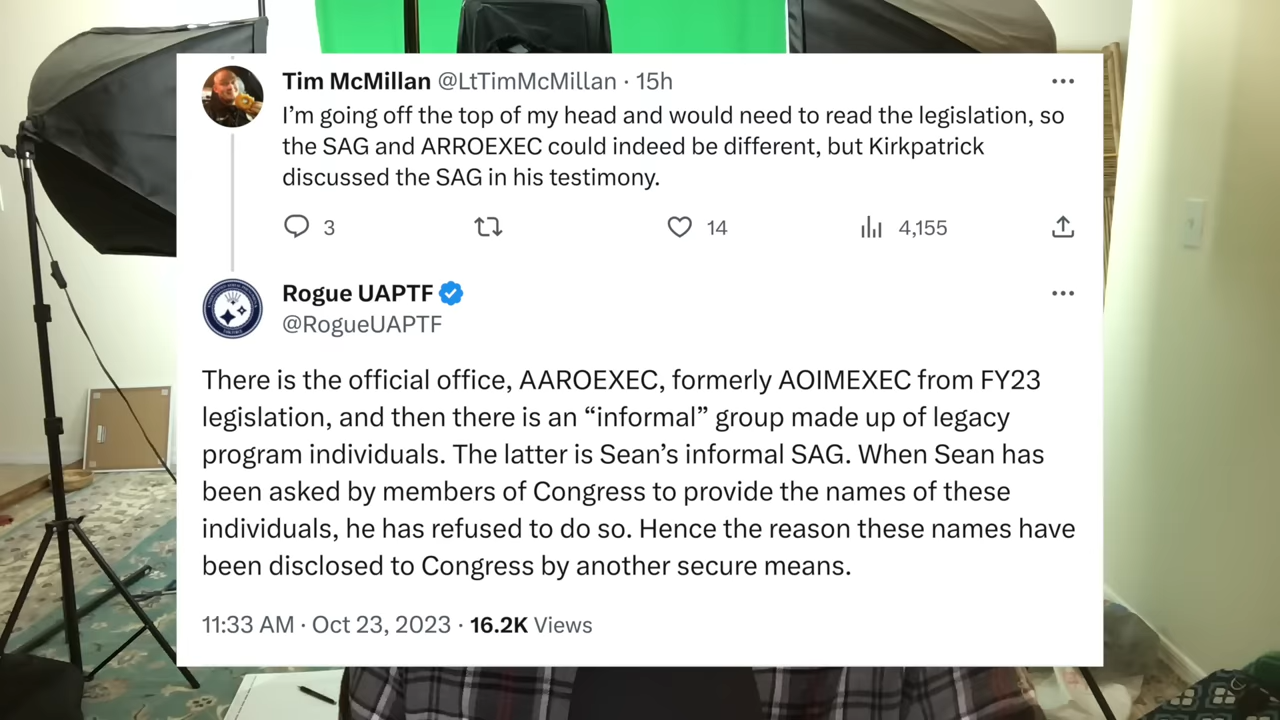 Tim McMillan @LtTimMcMillan · 15h
I'm going off the top of my head and would need to read the legislation, so
the SAG and ARROEXEC could indeed be different, but Kirkpatrick
discussed the SAG in his testimony.
3 14 4,155
Rogue UAPTF
@RogueUAPTF
There is the official office, AAROEXEC, formerly AOIMEXEC from FY23
legislation, and then there is an “informal” group made up of legacy
program individuals. The latter is Sean’s informal SAG. When Sean has
been asked by members of Congress to provide the names of these
individuals, he has refused to do so. Hence the reason these names have
been disclosed to Congress by another secure means.
11:33 AM · Oct 23, 2023 · 16.2K Views